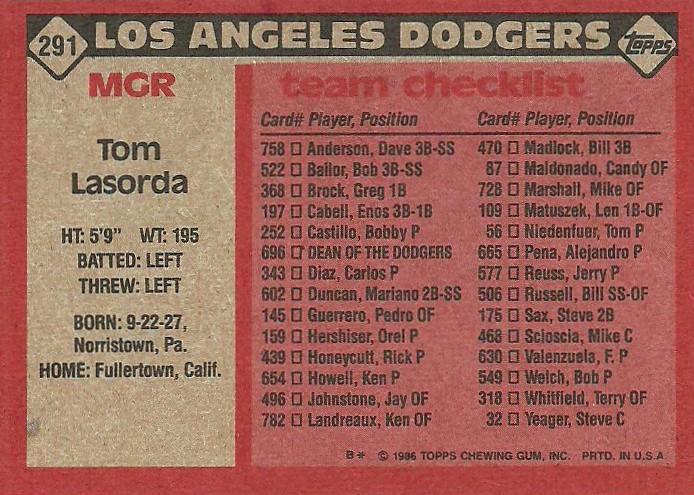 291 LOS ANGELES DODGERS TOPPS
MGR
Tom
Lasorda
HT: 5'9" WT: 195
BATTED: LEFT
THREW: LEFT
BORN: 9-22-27,
Norristown, Pa.
HOME: Fullertown, Calif.
team checklist
Card# Player, Position
758 ☐ Anderson, Dave 3B-SS
522 ☐ Bailor, Bob 3B-SS
368 ☐ Brock, Greg 1B
197 ☐ Cabell, Enos 3B-1B
252 ☐ Castillo, Bobby P
696 ☐ DEAN OF THE DODGERS
343 ☐ Diaz, Carlos P
602 ☐ Duncan, Mariano 2B-SS
145 ☐ Guerrero, Pedro OF
159 ☐ Hershiser, Orel P
439 ☐ Honeycutt, Rick P
654 ☐ Howell, Ken P
496 ☐ Johnstone, Jay OF
782 ☐ Landreaux, Ken OF
Card# Player, Position
470 ☐ Madlock, Bill 3B
87 ☐ Maldonado, Candy OF
728 ☐ Marshall, Mike OF
109 ☐ Matuszek, Len 1B-OF
56 ☐ Niedenfuer, Tom P
665 ☐ Pena, Alejandro P
577 ☐ Reuss, Jerry P
506 ☐ Russell, Bill SS-OF
175 ☐ Sax, Steve 2B
468 ☐ Scioscia, Mike C
630 ☐ Valenzuela, F. P
549 ☐ Welch, Bob P
318 ☐ Whitfield, Terry OF
32 ☐ Yeager, Steve C
B* © 1986 TOPPS CHEWING GUM, INC. PRTD. IN U.S.A.